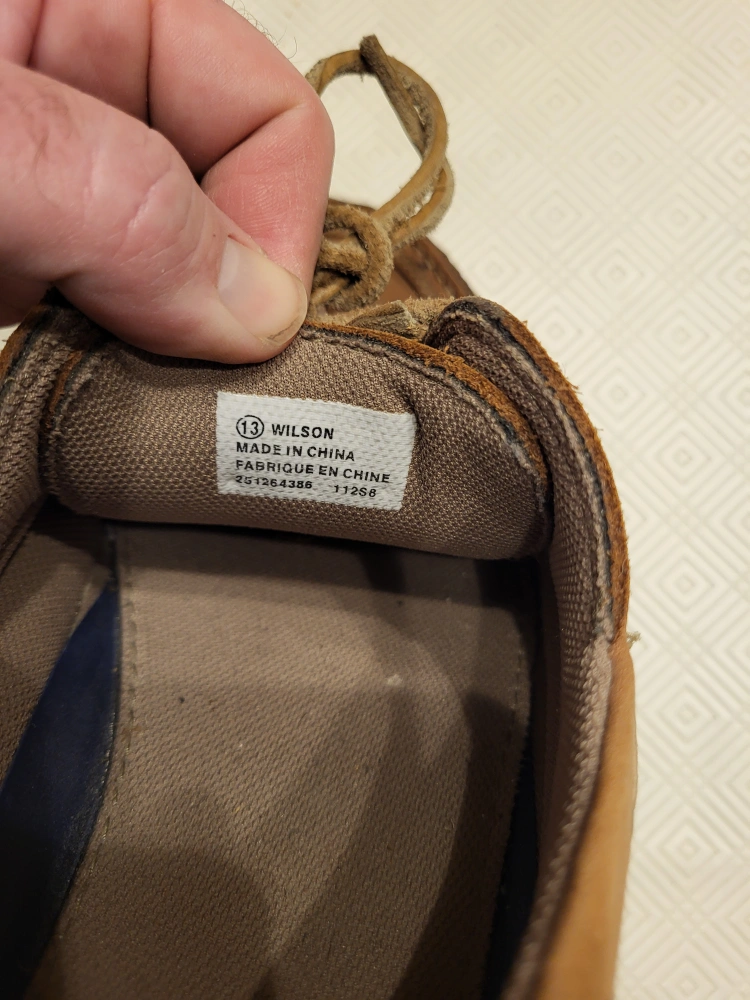 ⑬ WILSON
MADE IN CHINA
FABRIQUE EN CHINE
251264386 112S6